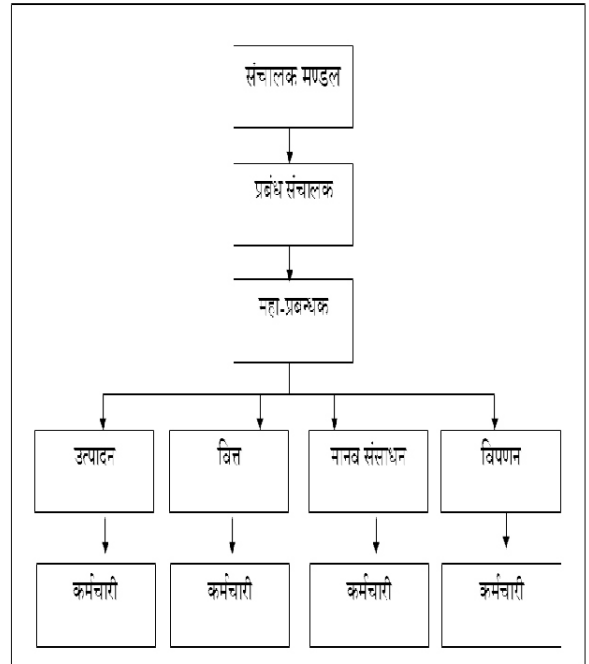 संचालक मण्डल
प्रबंध संचालक
महा-प्रबन्धक
उत्पादन
वित्त
मानव संसाधन
विपणन
कर्मचारी
कर्मचारी
कर्मचारी
कर्मचारी